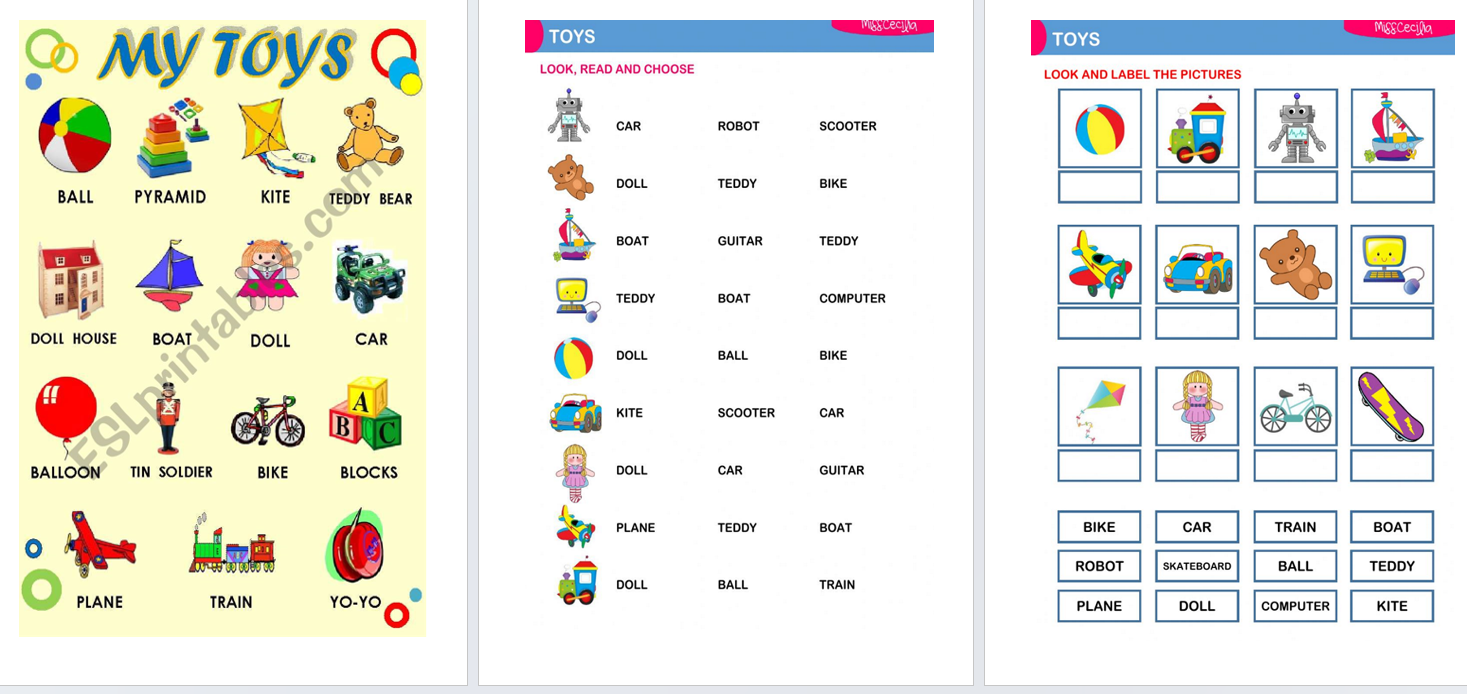 MY TOYS
BALL PYRAMID KITE TEDDY BEAR
DOLL HOUSE BOAT DOLL CAR
BALLOON TIN SOLDIER BIKE BLOCKS
A
B C
PLANE TRAIN YO-YO
ESLprintables.com
MissCecilla
TOYS
LOOK, READ AND CHOOSE
CAR ROBOT SCOOTER
DOLL TEDDY BIKE
BOAT GUITAR TEDDY
TEDDY BOAT COMPUTER
DOLL BALL BIKE
KITE SCOOTER CAR
DOLL CAR GUITAR
PLANE TEDDY BOAT
DOLL BALL TRAIN
MissCecilla
TOYS
LOOK AND LABEL THE PICTURES
BIKE CAR TRAIN BOAT
ROBOT SKATEBOARD BALL TEDDY
PLANE DOLL COMPUTER KITE